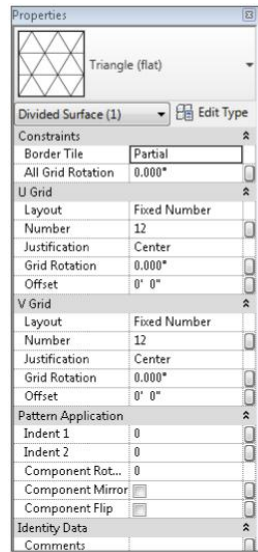 Properties
Triangle (flat)
Divided Surface (1) Edit Type
Constraints
Border Tile Partial
All Grid Rotation 0.000°
U Grid
Layout Fixed Number
Number 12
Justification Center
Grid Rotation 0.000°
Offset 0' 0"
V Grid
Layout Fixed Number
Number 12
Justification Center
Grid Rotation 0.000°
Offset 0' 0"
Pattern Application
Indent 1 0
Indent 2 0
Component Rot... 0
Component Mirror
Component Flip
Identity Data
Comments